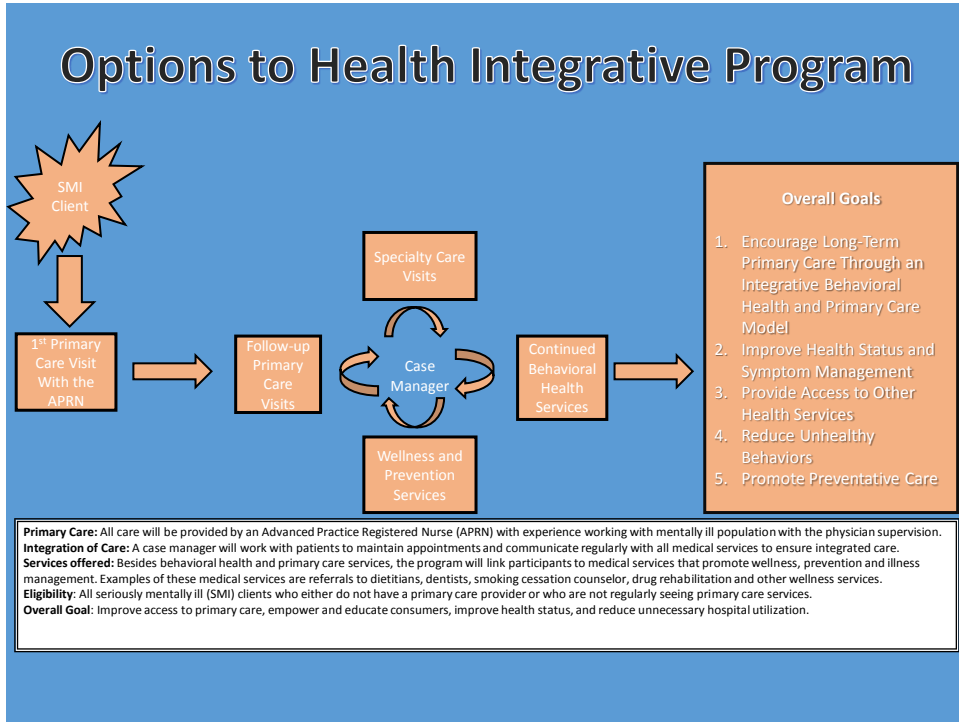 Options to Health Integrative Program
SMI
Client
1st Primary
Care Visit
With the
APRN
Follow-up
Primary
Care
Visits
Specialty Care
Visits
Case
Manager
Wellness and
Prevention
Services
Continued
Behavioral
Health
Services
Overall Goals
1. Encourage Long-Term
Primary Care Through an
Integrative Behavioral
Health and Primary Care
Model
2. Improve Health Status and
Symptom Management
3. Provide Access to Other
Health Services
4. Reduce Unhealthy
Behaviors
5. Promote Preventative Care
Primary Care: All care will be provided by an Advanced Practice Registered Nurse (APRN) with experience working with mentally ill population with the physician supervision.
Integration of Care: A case manager will work with patients to maintain appointments and communicate regularly with all medical services to ensure integrated care.
Services offered: Besides behavioral health and primary care services, the program will link participants to medical services that promote wellness, prevention and illness
management. Examples of these medical services are referrals to dietitians, dentists, smoking cessation counselor, drug rehabilitation and other wellness services.
Eligibility: All seriously mentally ill (SMI) clients who either do not have a primary care provider or who are not regularly seeing primary care services.
Overall Goal: Improve access to primary care, empower and educate consumers, improve health status, and reduce unnecessary hospital utilization.